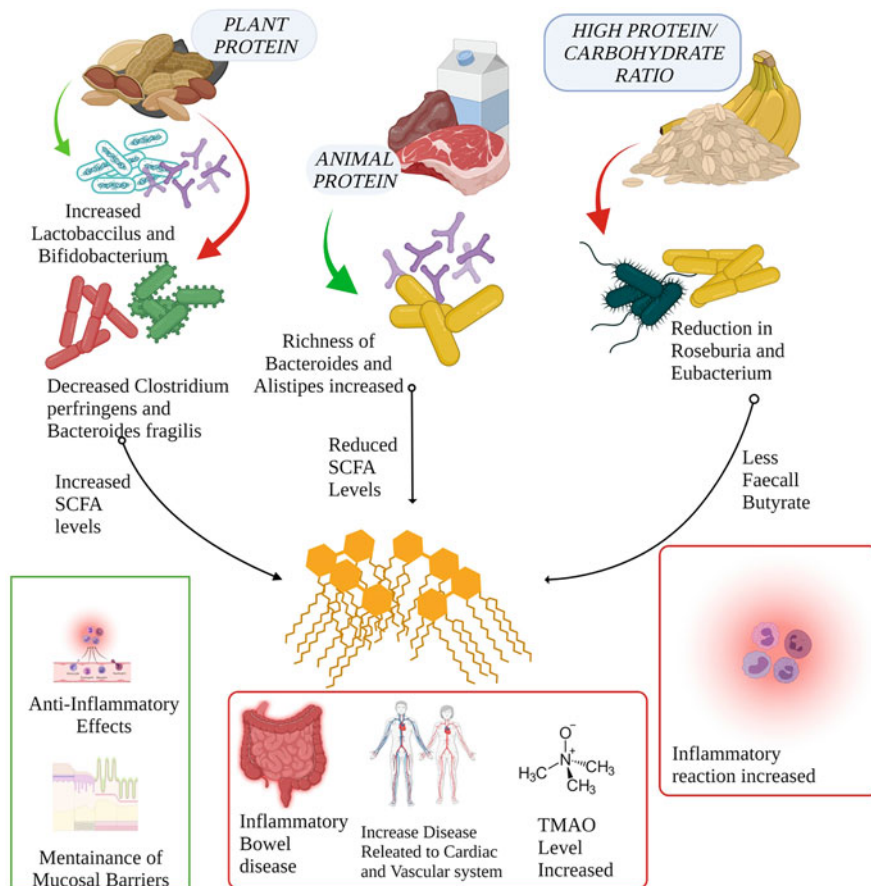 PLANT
PROTEIN
Increased
Lactobaccilus and
Bifidobacterium
Decreased Clostridium
perfringens and
Bacteroides fragilis
Increased
SCFA
levels
ANIMAL
PROTEIN
Richness of
Bacteroides and
Alistipes increased
Reduced
SCFA
Levels
HIGH PROTEIN/
CARBOHYDRATE
RATIO
Reduction in
Roseburia and
Eubacterium
Less
Faecall
Butyrate
Anti-Inflammatory
Effects
Mentainance of
Mucosal Barriers
Inflammatory
Bowel
disease
Increase Disease
Releated to Cardiac
and Vascular system
O⁻
N⁺
H₃C
CH₃
CH₃
TMAO
Level
Increased
Inflammatory
reaction increased